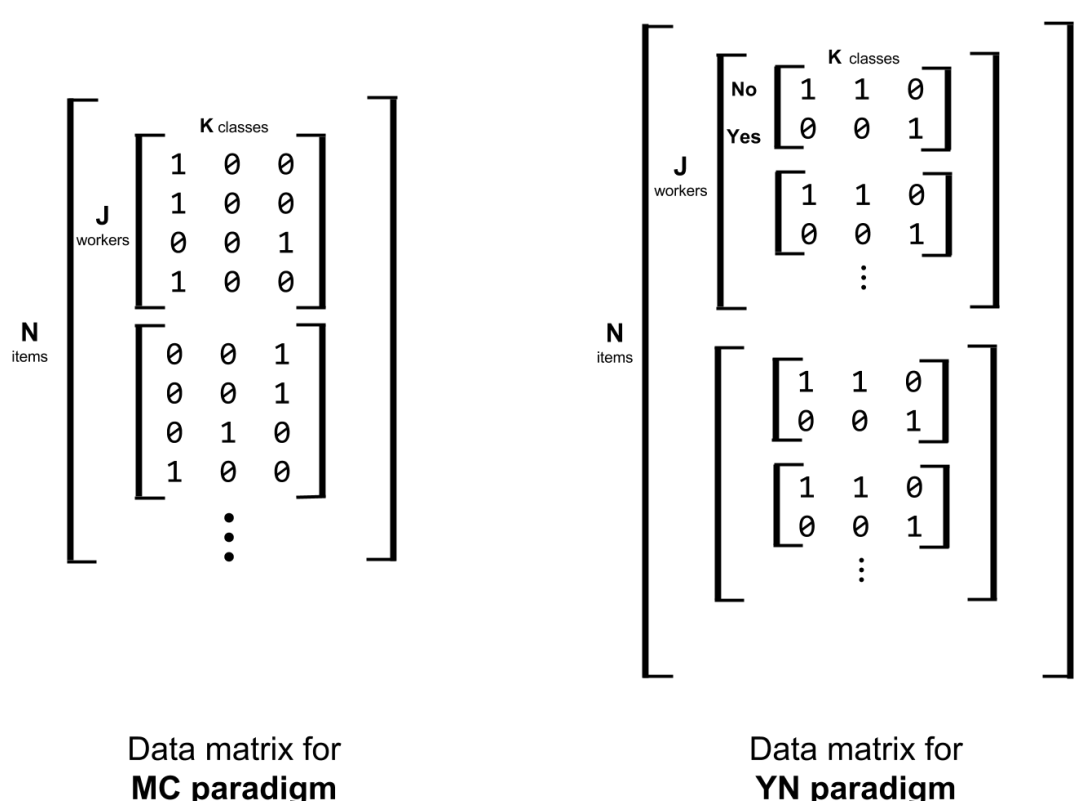 K classes
1 0 0
1 0 0
0 0 1
1 0 0
J
workers
0 0 1
0 0 1
0 1 0
1 0 0
⋮
N
items
Data matrix for
MC paradigm
K classes
No 1 1 0
Yes 0 0 1
J
workers
1 1 0
0 0 1
⋮
N
items
1 1 0
0 0 1
1 1 0
0 0 1
⋮
Data matrix for
YN paradigm